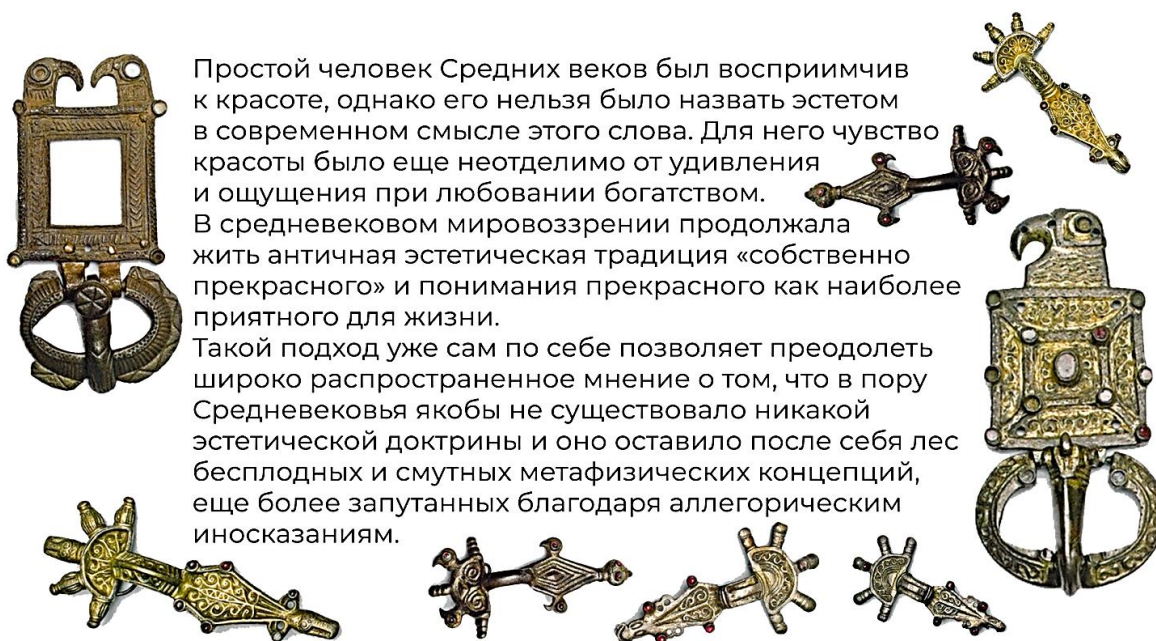 Простой человек Средних веков был восприимчив
к красоте, однако его нельзя было назвать эстетом
в современном смысле этого слова. Для него чувство
красоты было еще неотделимо от удивления
и ощущения при любовании богатством.
В средневековом мировоззрении продолжала
жить античная эстетическая традиция «собственно
прекрасного» и понимания прекрасного как наиболее
приятного для жизни.
Такой подход уже сам по себе позволяет преодолеть
широко распространенное мнение о том, что в пору
Средневековья якобы не существовало никакой
эстетической доктрины и оно оставило после себя лес
бесплодных и смутных метафизических концепций,
еще более запутанных благодаря аллегорическим
иносказаниям.